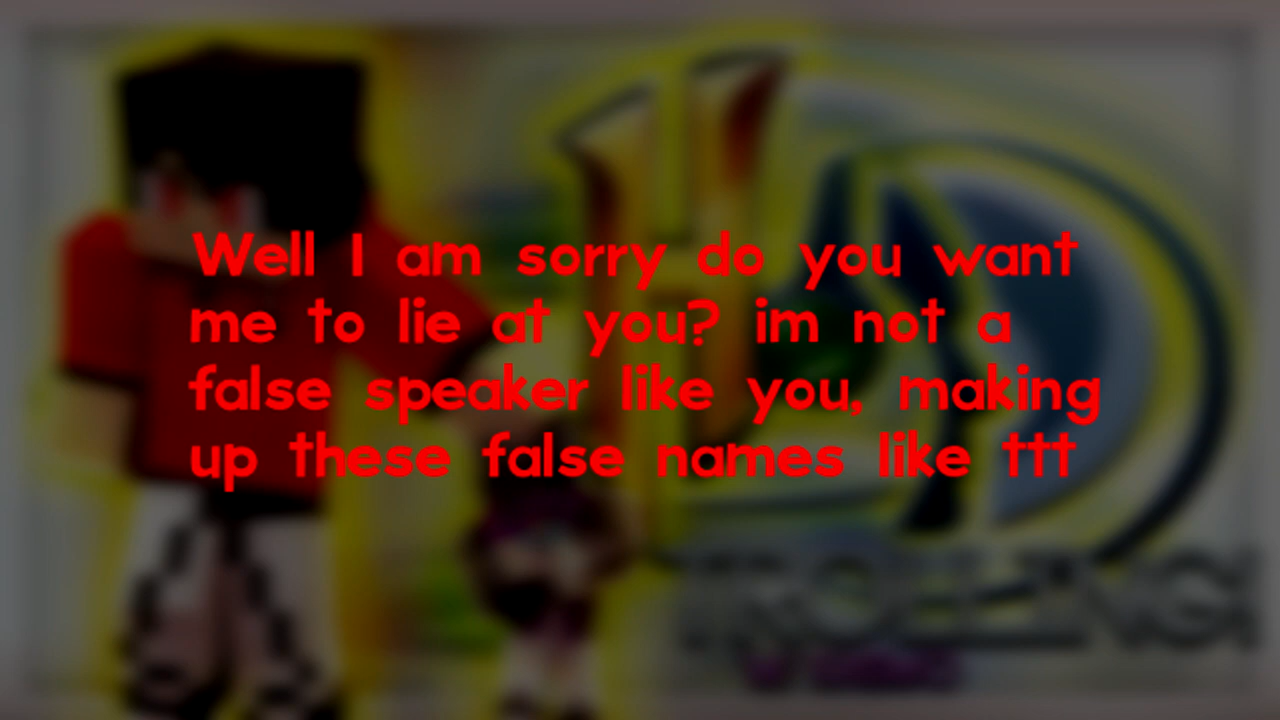 Well I am sorry do you want
me to lie at you? im not a
false speaker like you, making
up these false names like ttt